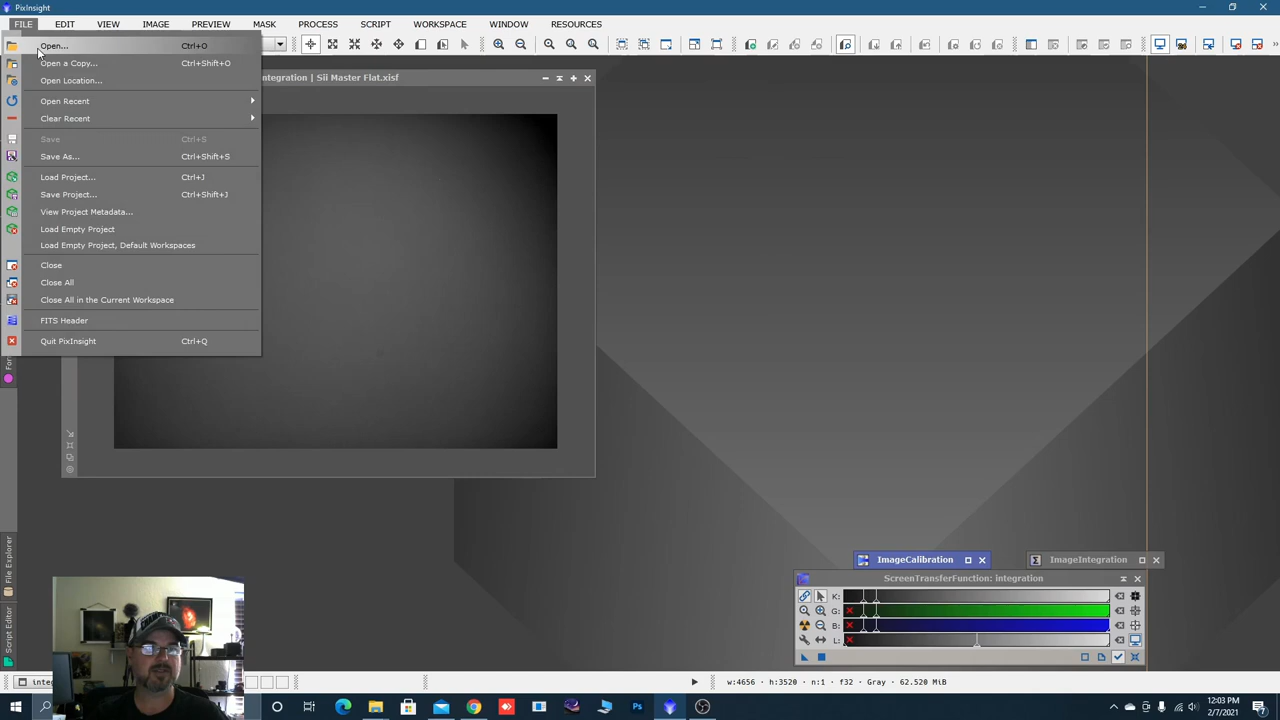 PixInsight
FILE EDIT VIEW IMAGE PREVIEW MASK PROCESS SCRIPT WORKSPACE WINDOW RESOURCES
Open... Ctrl+O
Open a Copy... Ctrl+Shift+O
Open Location...
Open Recent
Clear Recent
Save Ctrl+S
Save As... Ctrl+Shift+S
Load Project... Ctrl+J
Save Project... Ctrl+Shift+J
View Project Metadata...
Load Empty Project
Load Empty Project, Default Workspaces
Close
Close All
Close All in the Current Workspace
FITS Header
Quit PixInsight Ctrl+Q
integration | Sii Master Flat.xisf
File Explorer
Script Editor
ImageCalibration
ImageIntegration
ScreenTransferFunction: integration
K:
G:
B:
L:
w:4656 · h:3520 · n:1 · f32 · Gray · 62.520 MiB
12:03 PM
2/7/2021